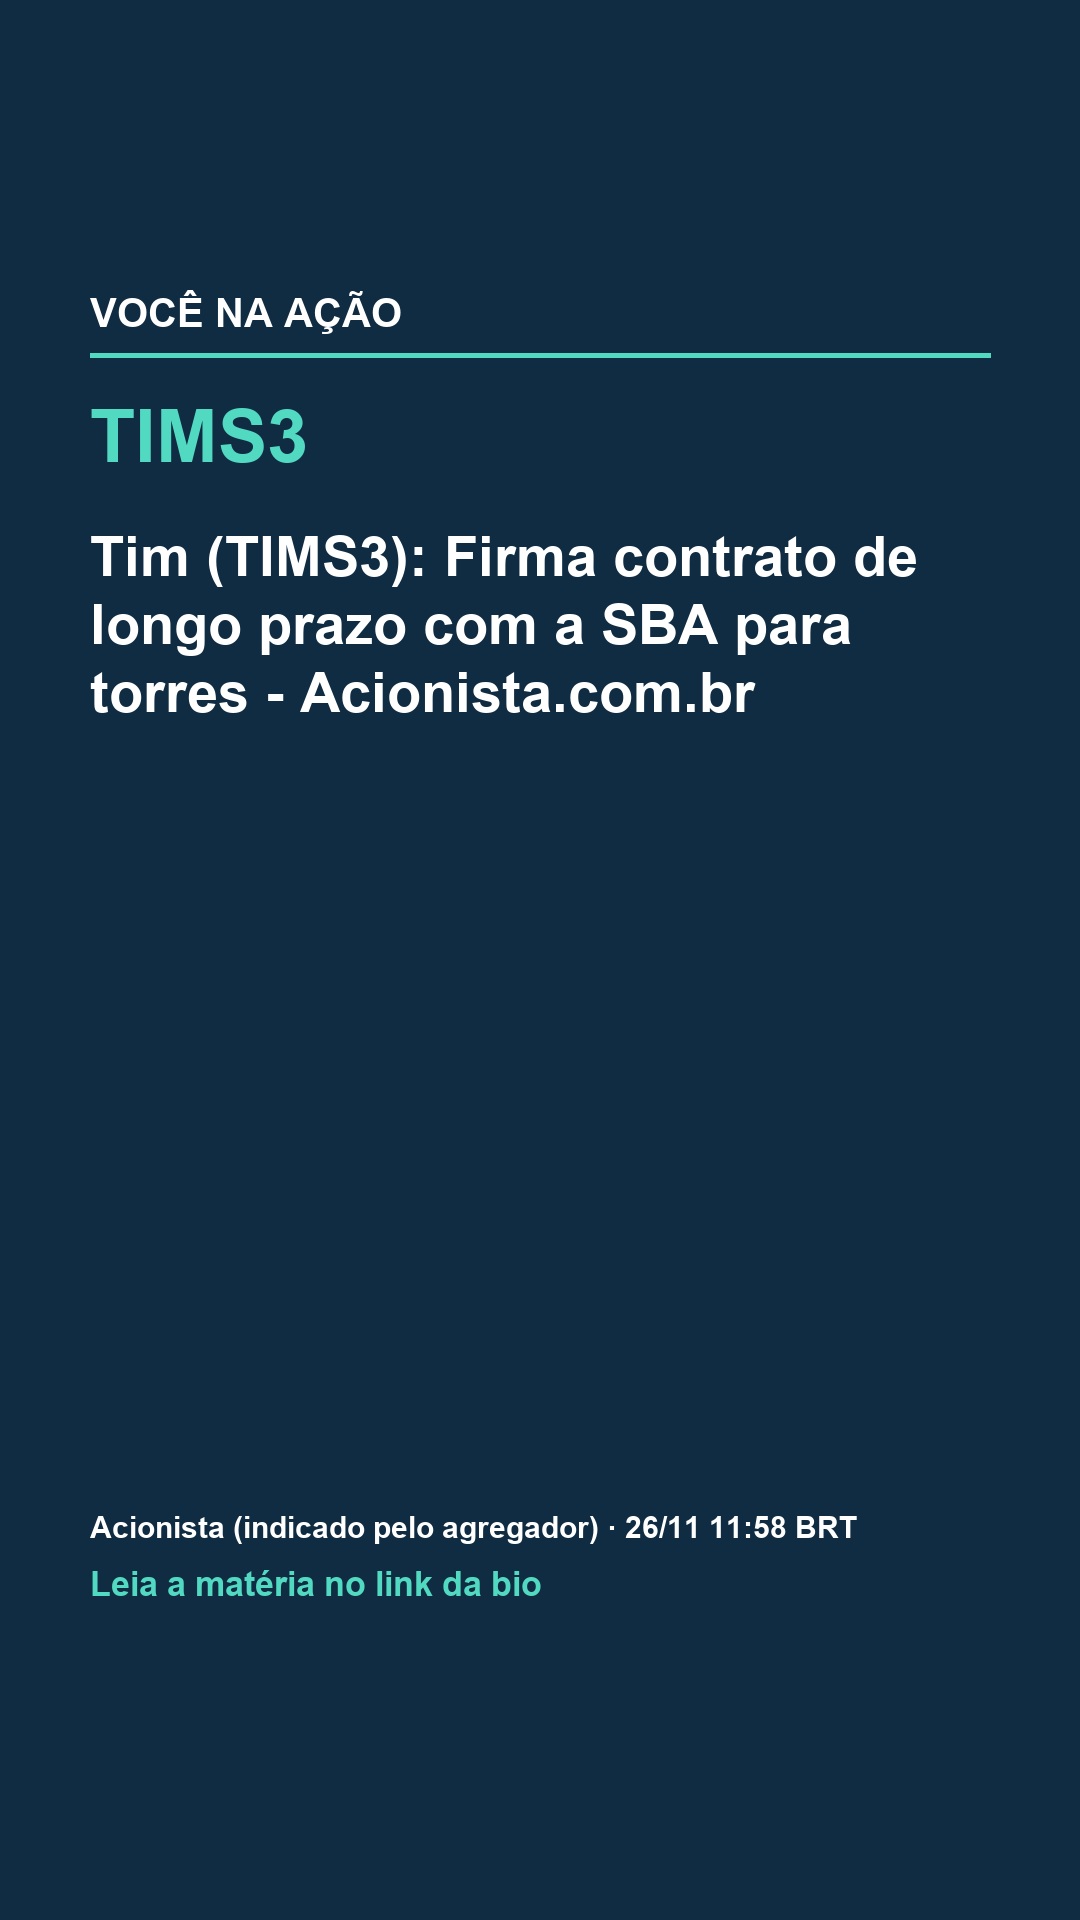 VOCÊ NA AÇÃO
TIMS3
Tim (TIMS3): Firma contrato de
longo prazo com a SBA para
torres - Acionista.com.br
Acionista (indicado pelo agregador) · 26/11 11:58 BRT
Leia a matéria no link da bio